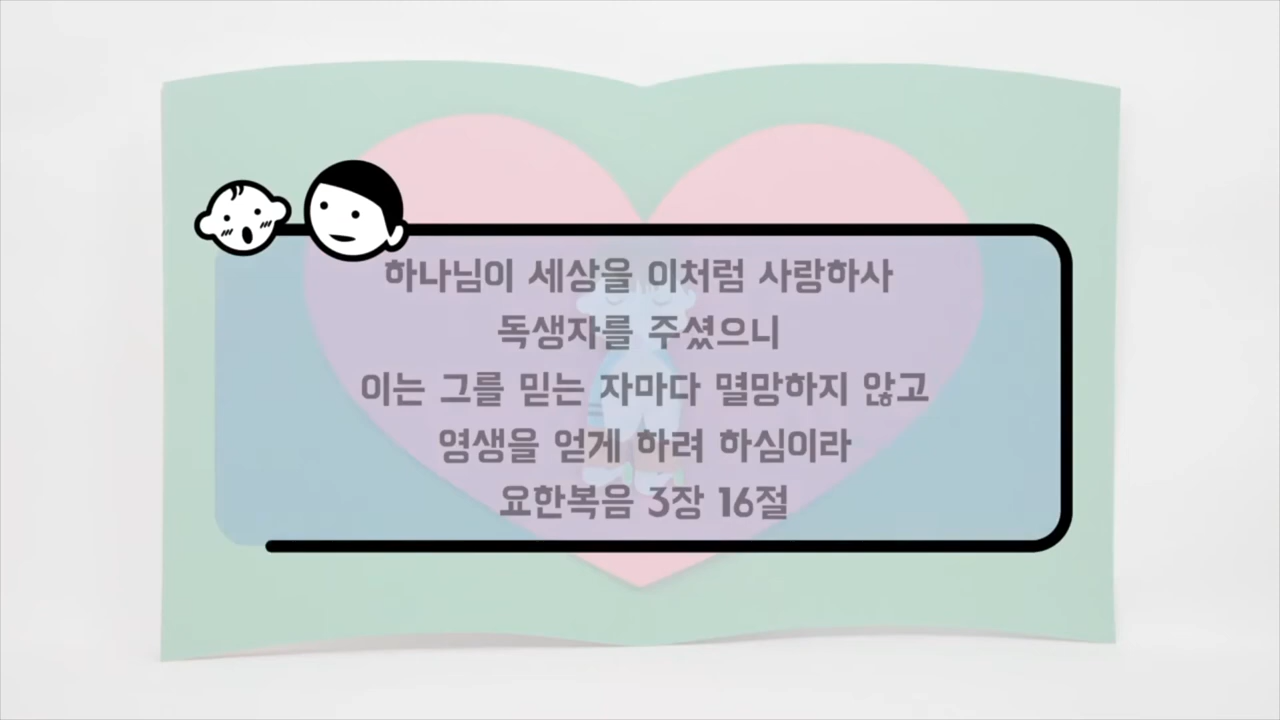 하나님이 세상을 이처럼 사랑하사
독생자를 주셨으니
이는 그를 믿는 자마다 멸망하지 않고
영생을 얻게 하려 하심이라
요한복음 3장 16절